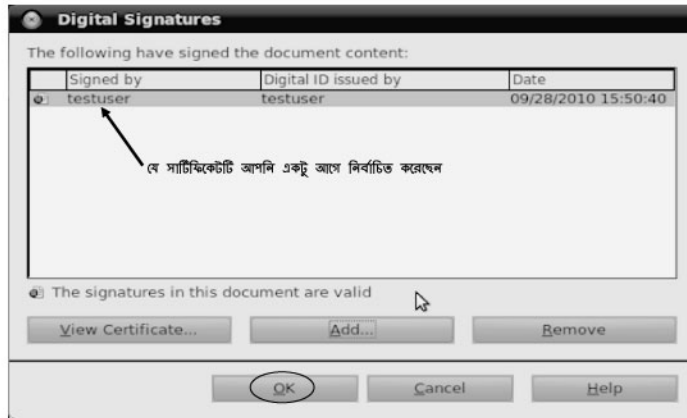 Digital Signatures
The following have signed the document content:
Signed by Digital ID issued by Date
testuser testuser 09/28/2010 15:50:40
যে সার্টিফিকেটটি আপনি একটু আগে নির্বাচিত করেছেন
The signatures in this document are valid
View Certificate... Add... Remove
OK Cancel Help